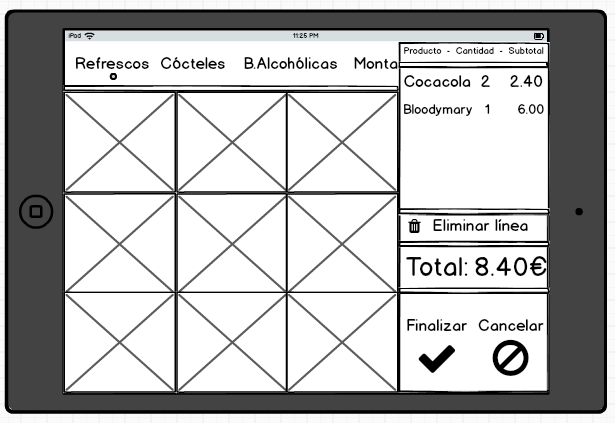 iPod 11:25 PM
Refrescos Cócteles B.Alcohólicas Monta
Producto - Cantidad - Subtotal
Cocacola 2 2.40
Bloodymary 1 6.00
Eliminar línea
Total: 8.40€
Finalizar Cancelar